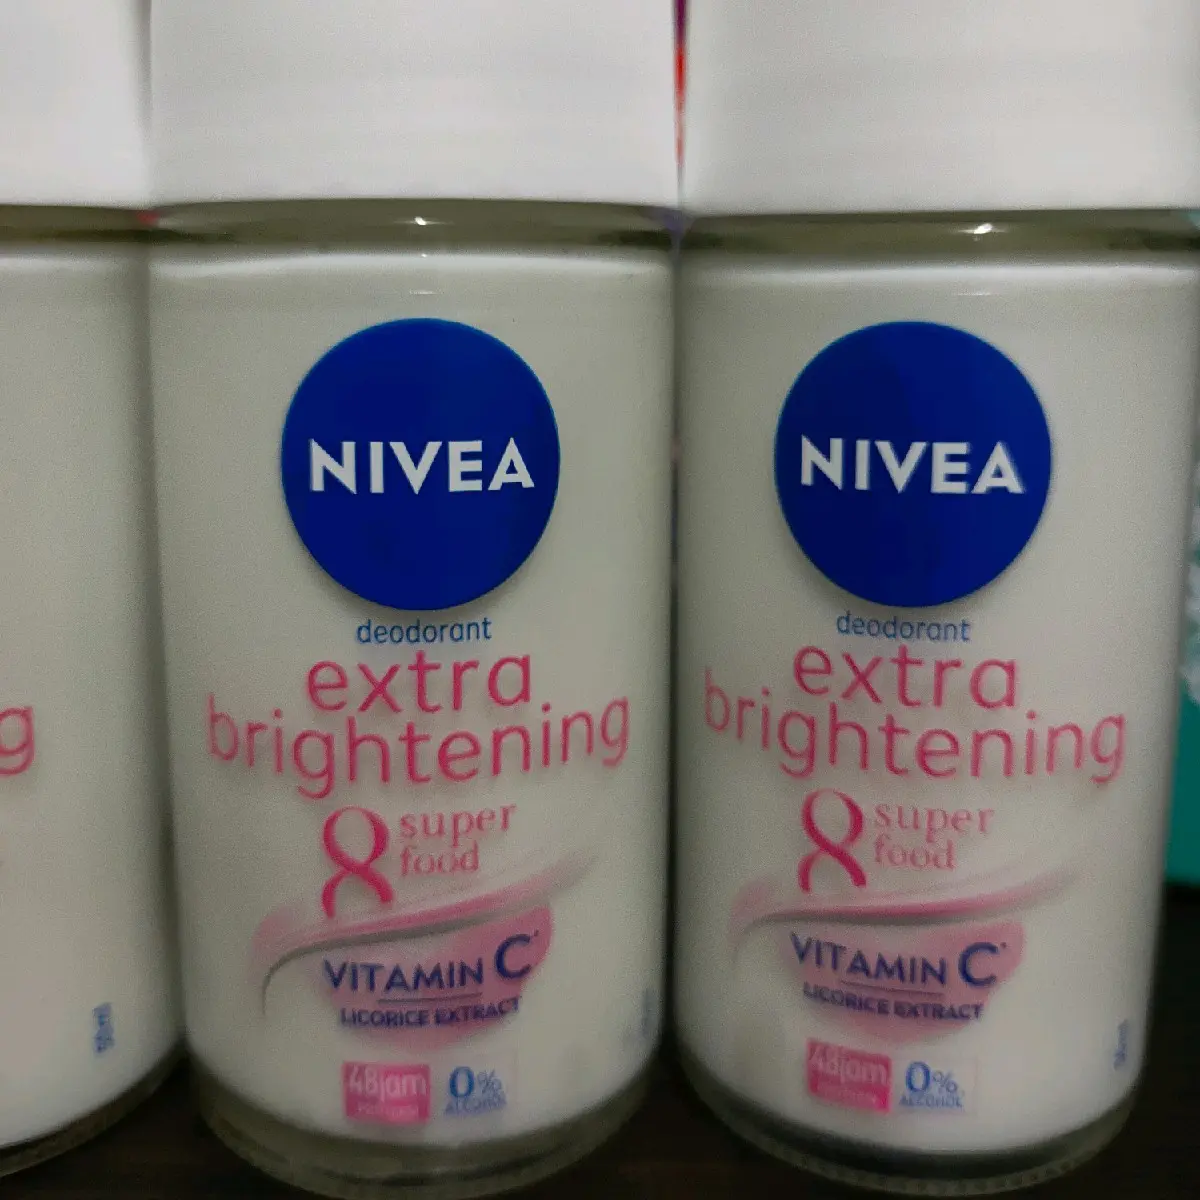 g
NIVEA
deodorant
extra
brightening
8 super
food
VITAMIN C*
LICORICE EXTRACT
48jam
0%
ALCOHOL
NIVEA
deodorant
extra
brightening
8 super
food
VITAMIN C*
LICORICE EXTRACT
48jam
0%
ALCOHOL